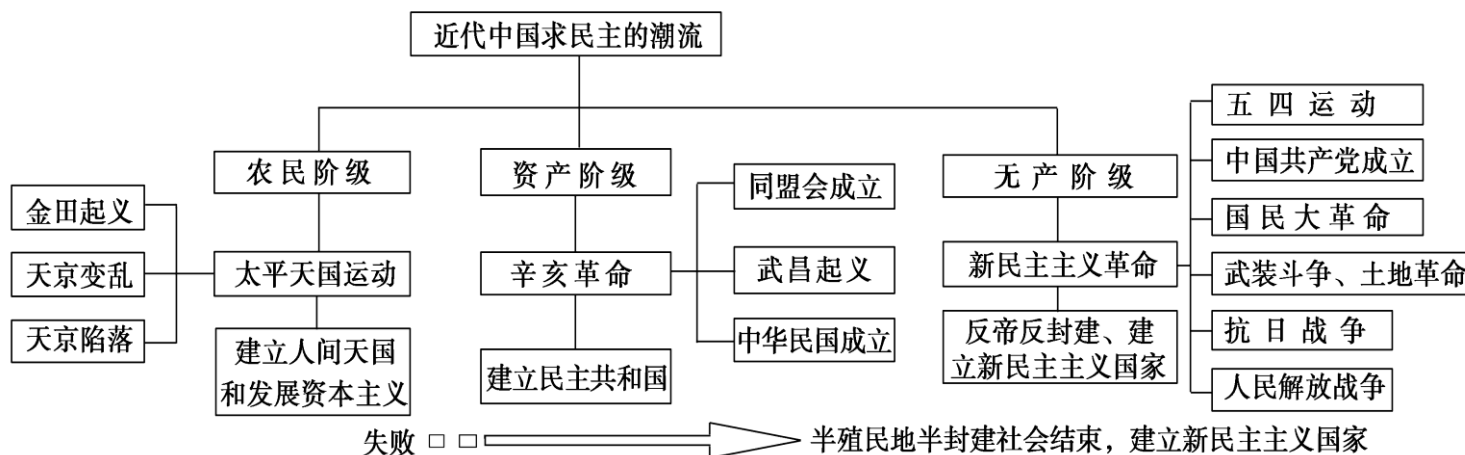 近代中国求民主的潮流
农民阶级
金田起义
天京变乱
天京陷落
太平天国运动
建立人间天国
和发展资本主义
资产阶级
辛亥革命
建立民主共和国
同盟会成立
武昌起义
中华民国成立
无产阶级
新民主主义革命
反帝反封建、建
立新民主主义国家
五四运动
中国共产党成立
国民大革命
武装斗争、土地革命
抗日战争
人民解放战争
失败
半殖民地半封建社会结束，建立新民主主义国家